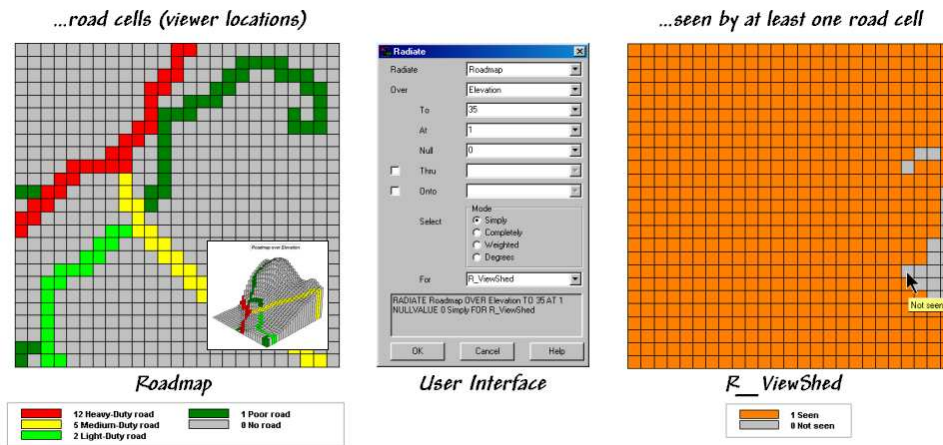 ...road cells (viewer locations)
...seen by at least one road cell
Radiate
Radiate Roadmap
Over Elevation
To 35
At 1
Null 0
Thru
Onto
Select
Mode
Simply
Completely
Weighted
Degrees
For R_ViewShed
RADIATE Roadmap OVER Elevation TO 35 AT 1
NULLVALUE 0 Simply FOR R_ViewShed
OK Cancel Help
Roadmap over Elevation
Not seen
Roadmap
User Interface
R__ViewShed
12 Heavy-Duty road
5 Medium-Duty road
2 Light-Duty road
1 Poor road
0 No road
1 Seen
0 Not seen